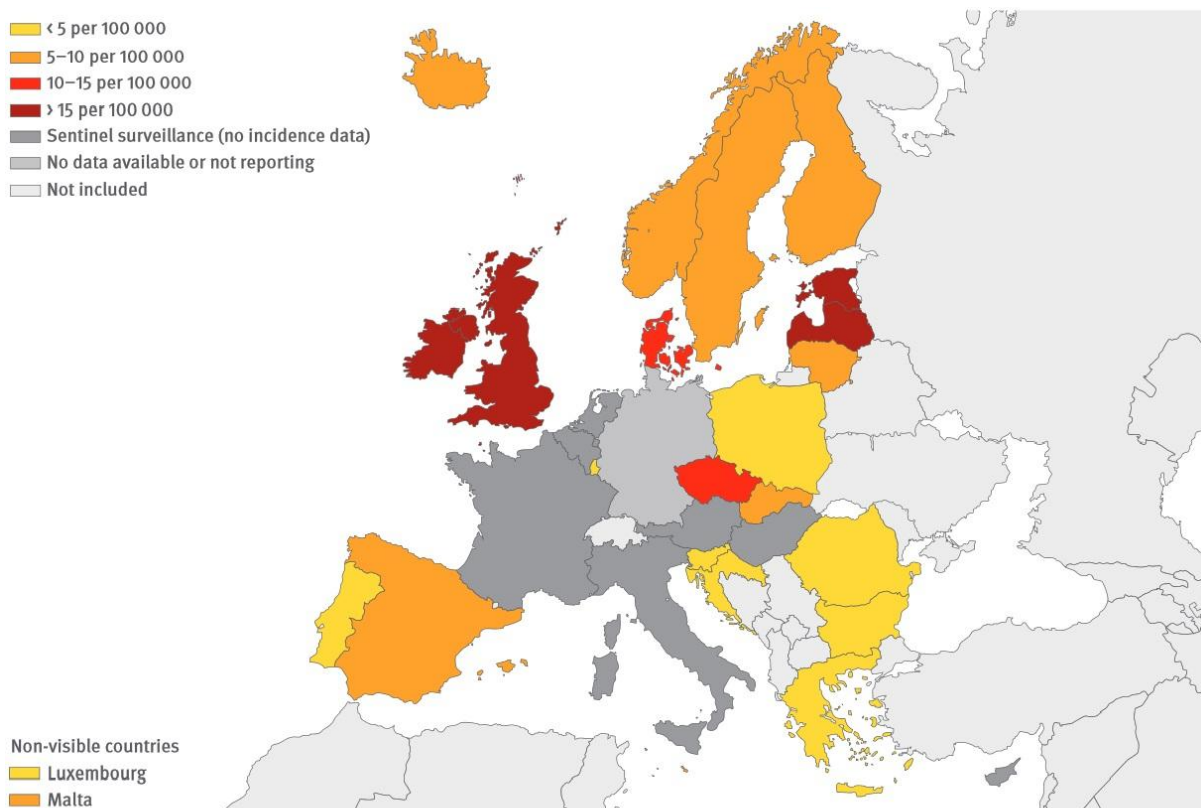 < 5 per 100 000
5–10 per 100 000
10–15 per 100 000
> 15 per 100 000
Sentinel surveillance (no incidence data)
No data available or not reporting
Not included
Non-visible countries
Luxembourg
Malta